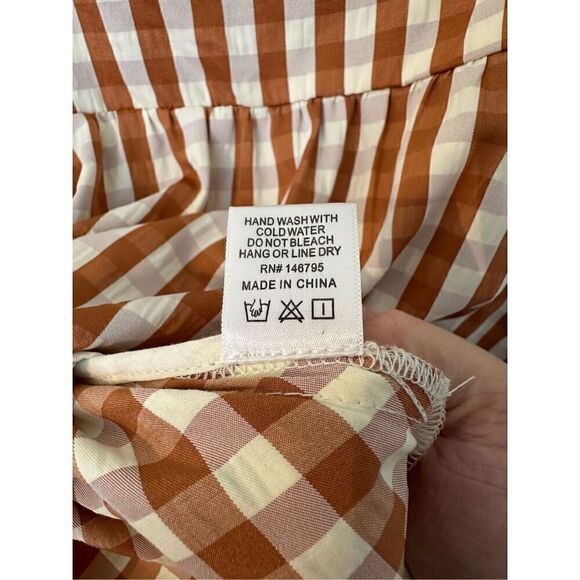 HAND WASH WITH
COLD WATER
DO NOT BLEACH
HANG OR LINE DRY
RN# 146795
MADE IN CHINA